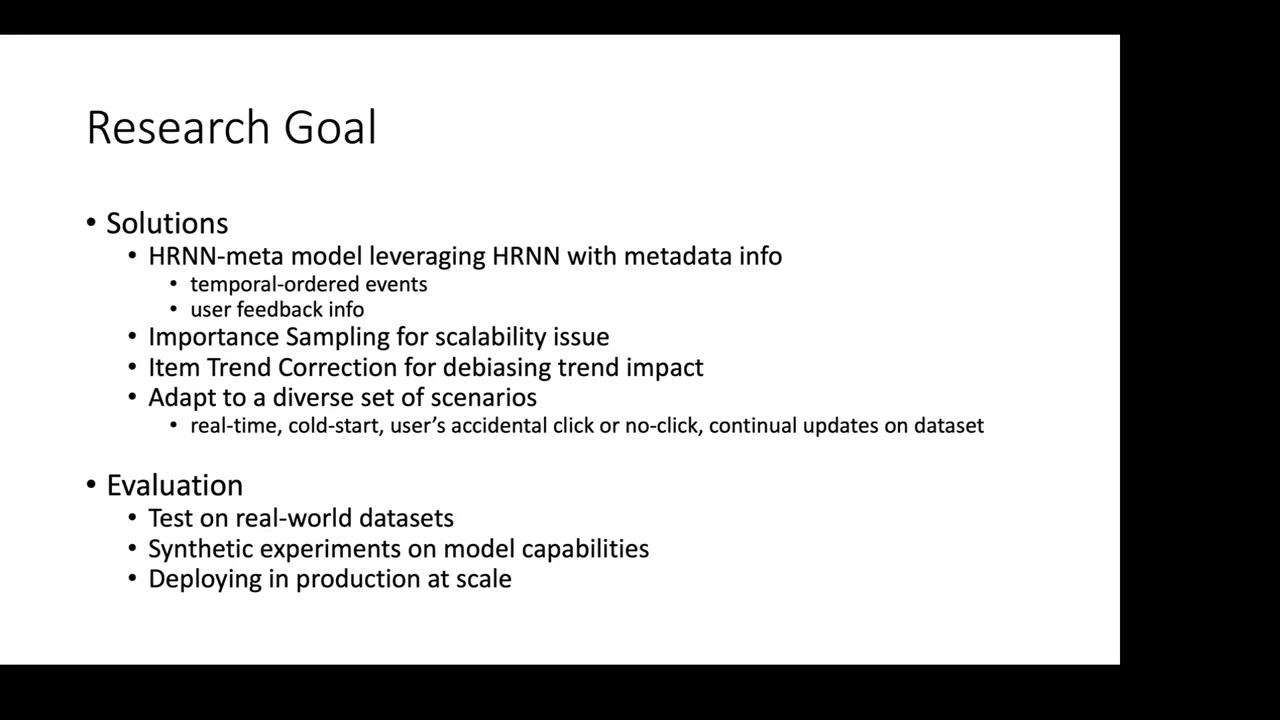 Research Goal
• Solutions
• HRNN-meta model leveraging HRNN with metadata info
• temporal-ordered events
• user feedback info
• Importance Sampling for scalability issue
• Item Trend Correction for debiasing trend impact
• Adapt to a diverse set of scenarios
• real-time, cold-start, user’s accidental click or no-click, continual updates on dataset
• Evaluation
• Test on real-world datasets
• Synthetic experiments on model capabilities
• Deploying in production at scale